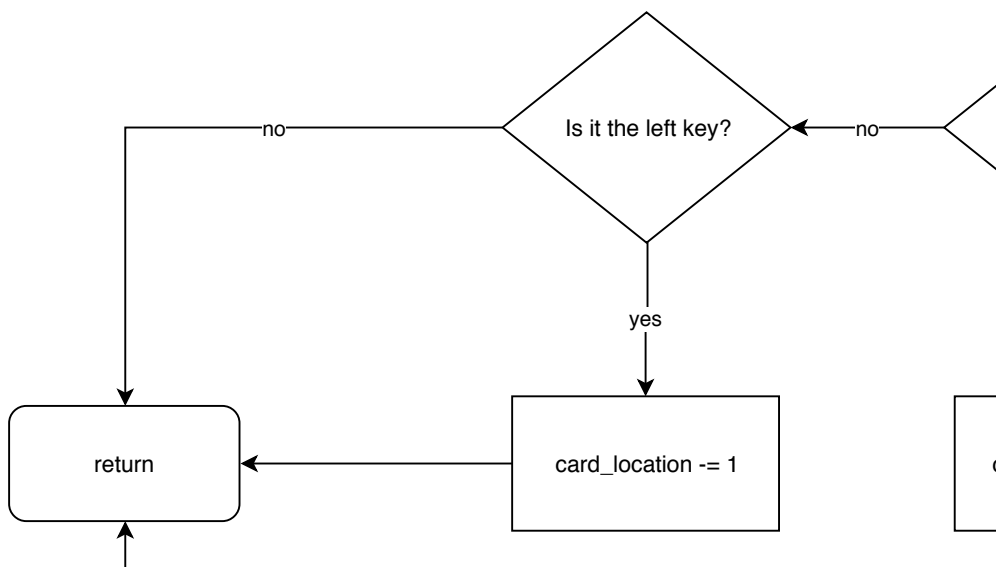 Is it the left key?
no
no
yes
return
card_location -= 1